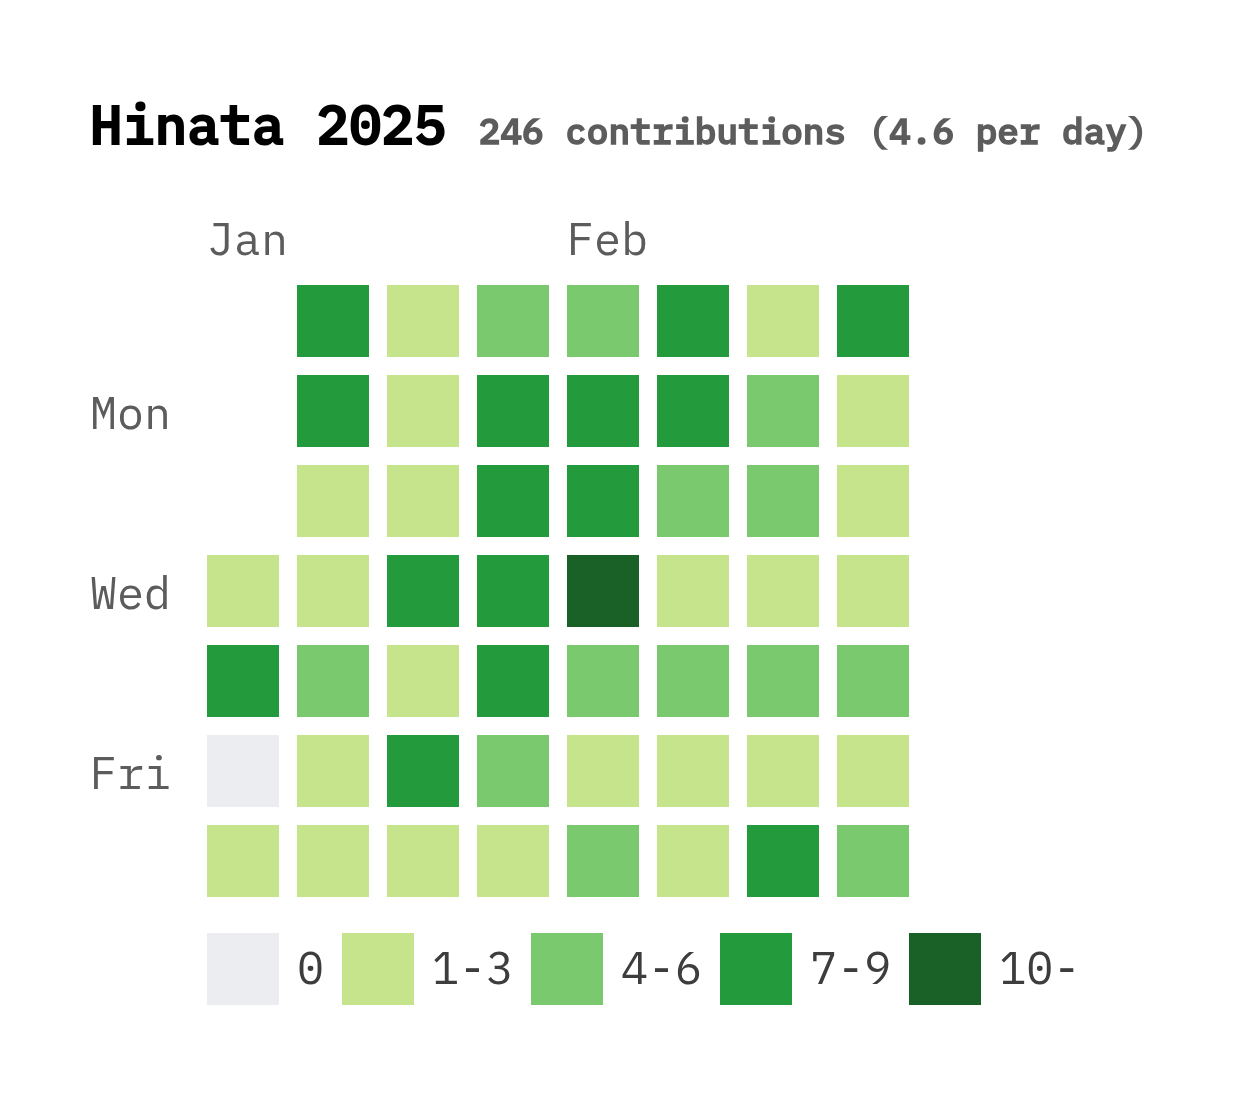 Hinata 2025 246 contributions (4.6 per day)
Jan Feb
Mon
Wed
Fri
0 1-3 4-6 7-9 10-